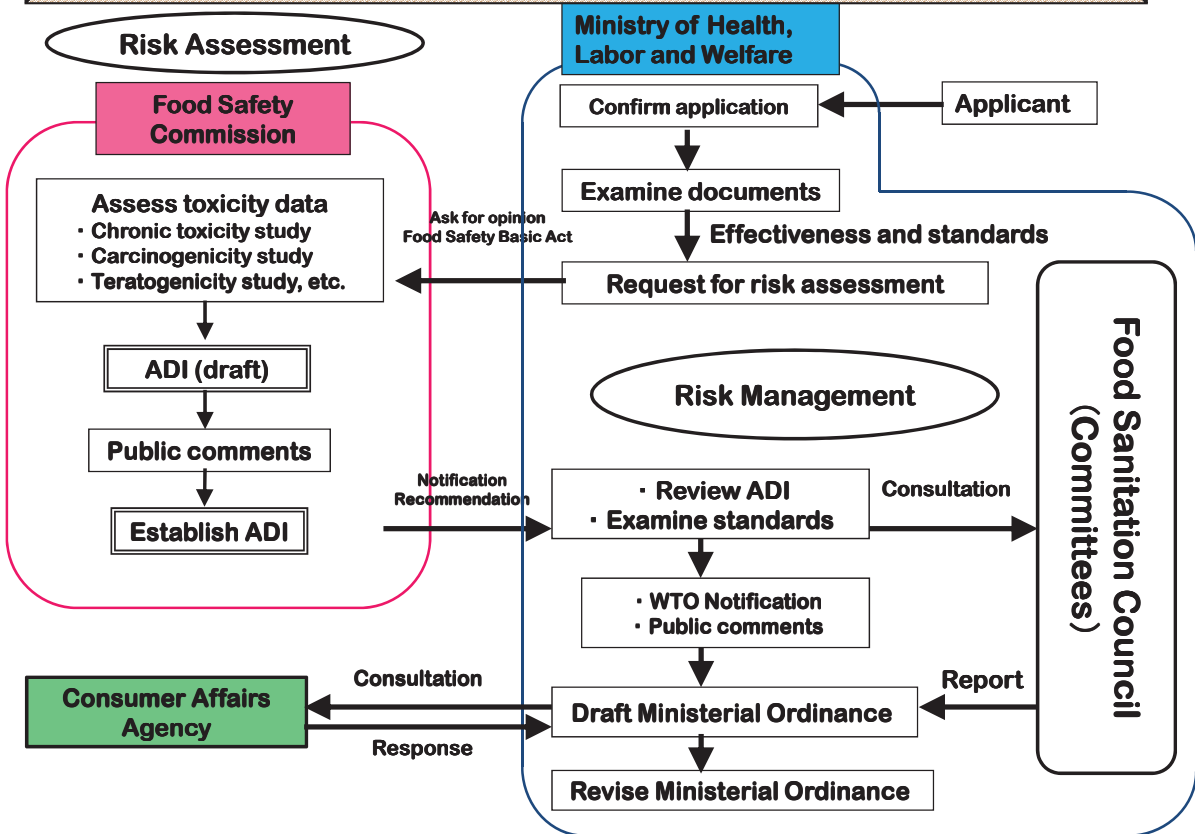 Risk Assessment
Ministry of Health,
Labor and Welfare
Food Safety
Commission
Confirm application
Applicant
Examine documents
Assess toxicity data
・Chronic toxicity study
・Carcinogenicity study
・Teratogenicity study, etc.
Ask for opinion
Food Safety Basic Act
Effectiveness and standards
Request for risk assessment
ADI (draft)
Public comments
Establish ADI
Risk Management
Notification
Recommendation
・Review ADI
・Examine standards
Consultation
Food Sanitation Council
(Committees)
・WTO Notification
・Public comments
Consumer Affairs
Agency
Consultation
Response
Draft Ministerial Ordinance
Report
Revise Ministerial Ordinance